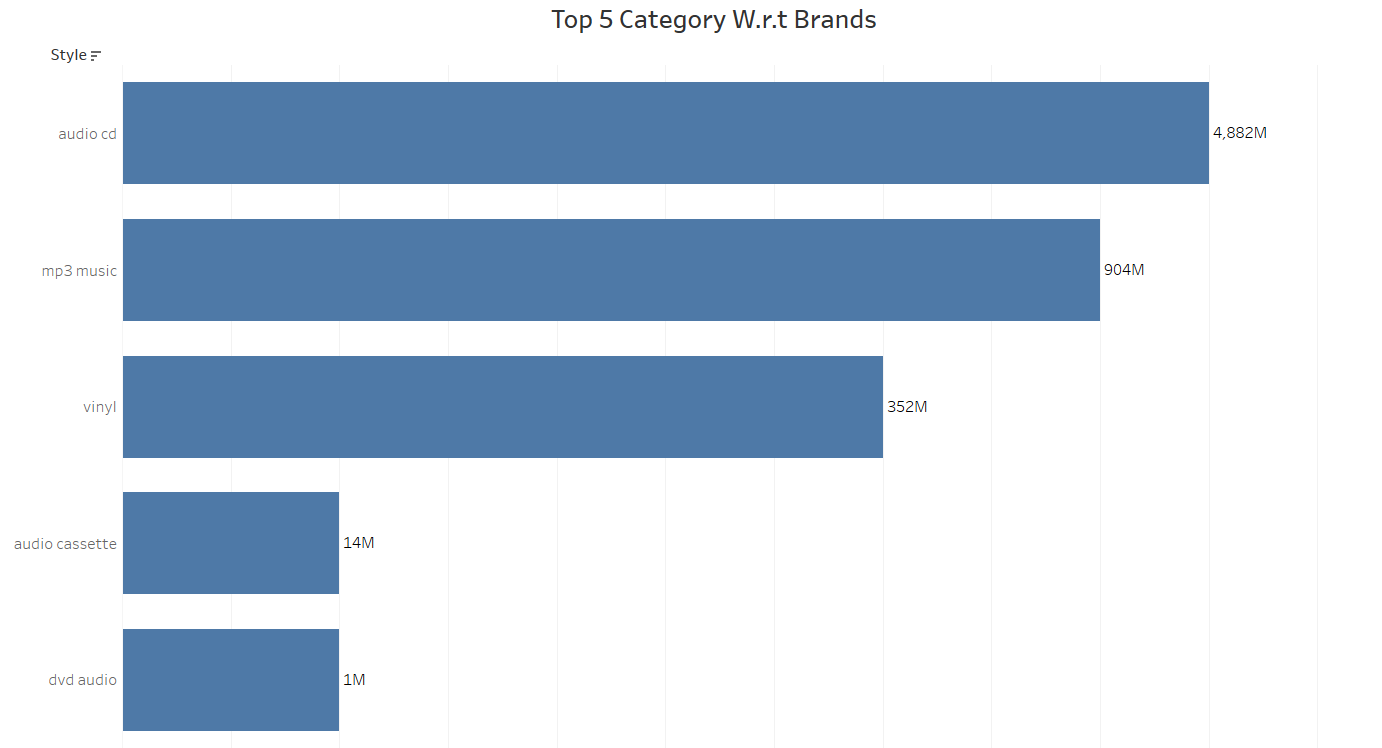 Top 5 Category W.r.t Brands
Style
audio cd
4,882M
mp3 music
904M
vinyl
352M
audio cassette
14M
dvd audio
1M